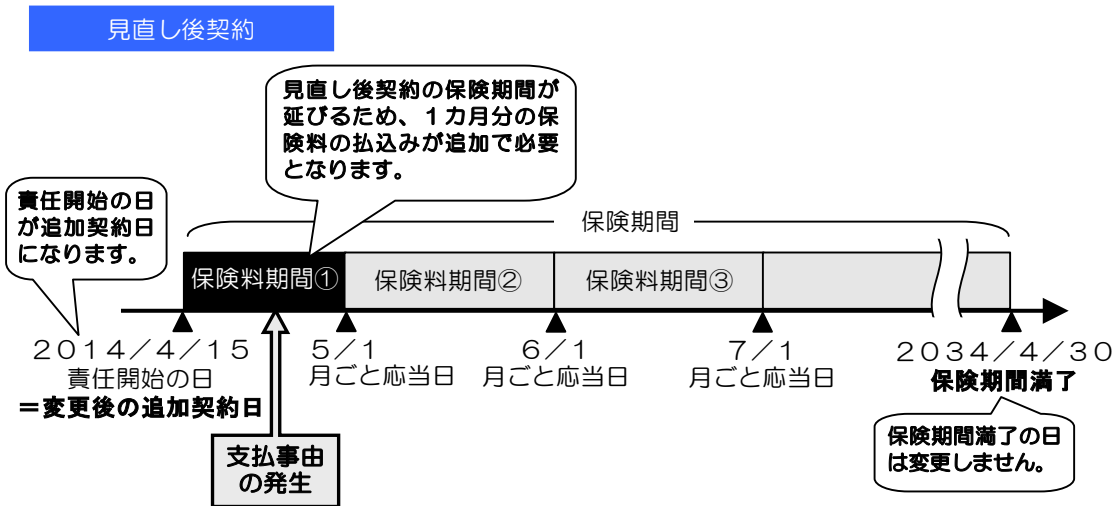 見直し後契約
見直し後契約の保険期間が
延びるため、１カ月分の保
険料の払込みが追加で必要
となります。
責任開始の日
が追加契約日
になります。
保険期間
保険料期間①
保険料期間②
保険料期間③
２０１４／４／１５
責任開始の日
＝変更後の追加契約日
５／１
月ごと応当日
６／１
月ごと応当日
７／１
月ごと応当日
２０３４／４／３０
保険期間満了
支払事由
の発生
保険期間満了の日
は変更しません。